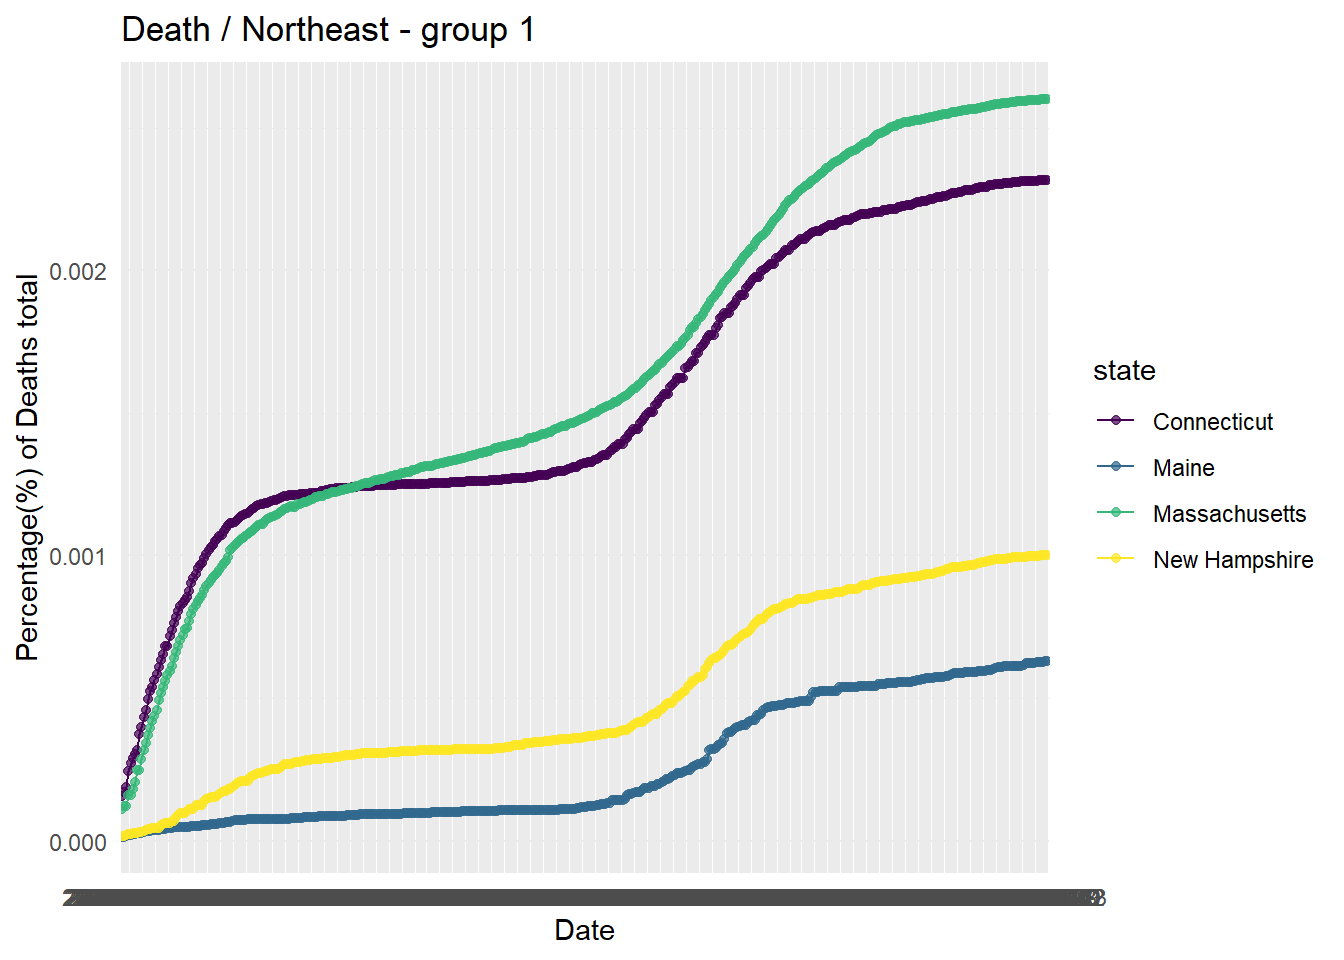 Death / Northeast - group 1
Percentage(%) of Deaths total
0.002
0.001
0.000
Date
state
Connecticut
Maine
Massachusetts
New Hampshire